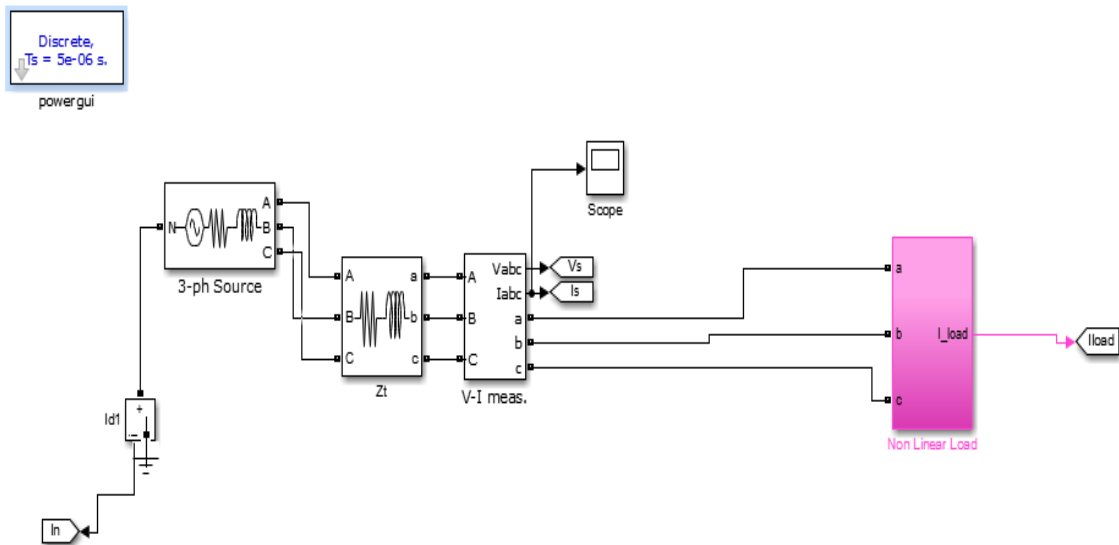 Discrete,
Ts = 5e-06 s.
powergui
Scope
N
A
B
C
3-ph Source
A
B
C
a
b
c
Zt
A
B
C
Vabc
Iabc
a
b
c
V-I meas.
Vs
Is
a
b
c
I_load
Non Linear Load
Iload
Id1
+
-
In